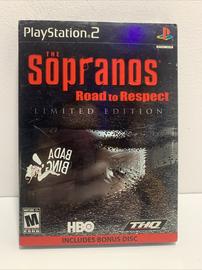 PlayStation 2
THE
Sopranos
Road to Respect
LIMITED EDITION
BADA
BING
M
HBO
THQ
INCLUDES BONUS DISC